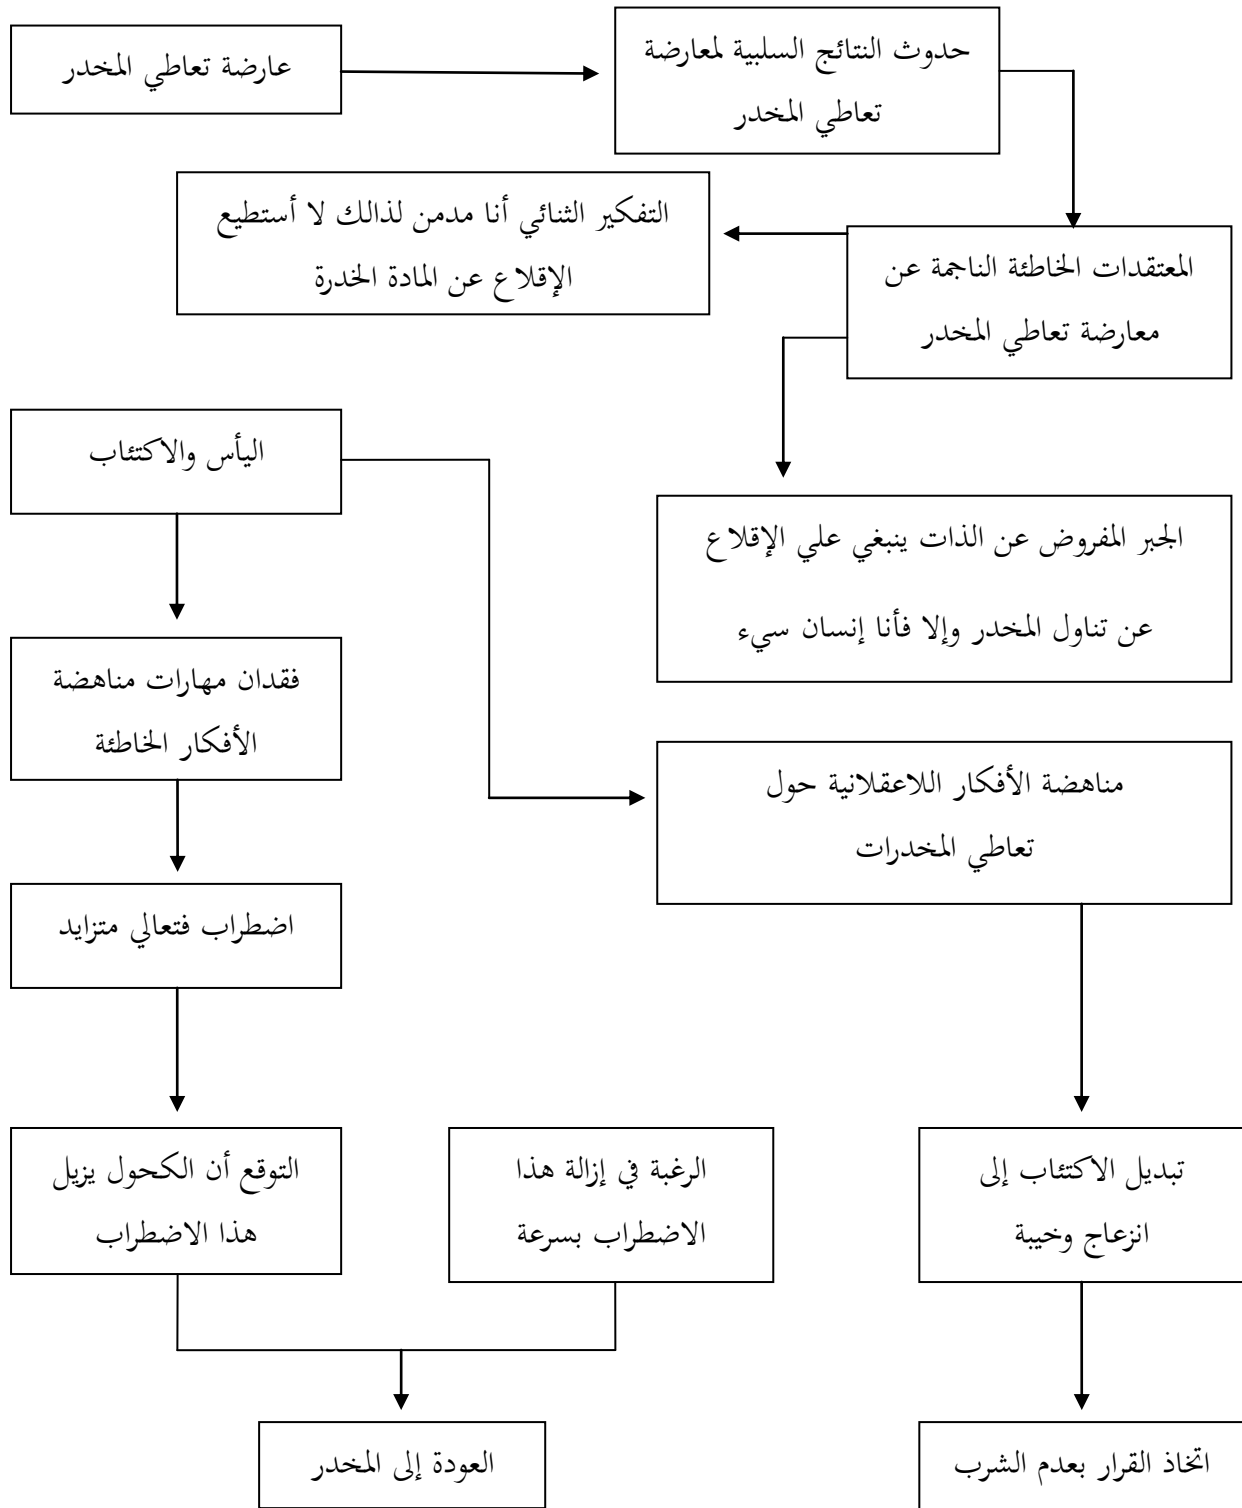 عارضة تعاطي المخدر
حدوث النتائج السلبية لمعارضة
تعاطي المخدر
التفكير الثنائي أنا مدمن لذالك لا أستطيع
الإقلاع عن المادة الخدرة
المعتقدات الخاطئة الناجمة عن
معارضة تعاطي المخدر
اليأس والاكتئاب
الجبر المفروض عن الذات ينبغي علي الإقلاع
عن تناول المخدر وإلا فأنا إنسان سيء
فقدان مهارات مناهضة
الأفكار الخاطئة
مناهضة الأفكار اللاعقلانية حول
تعاطي المخدرات
اضطراب فتعالي متزايد
التوقع أن الكحول يزيل
هذا الاضطراب
الرغبة في إزالة هذا
الاضطراب بسرعة
تبديل الاكتئاب إلى
انزعاج وخيبة
العودة إلى المخدر
اتخاذ القرار بعدم الشرب